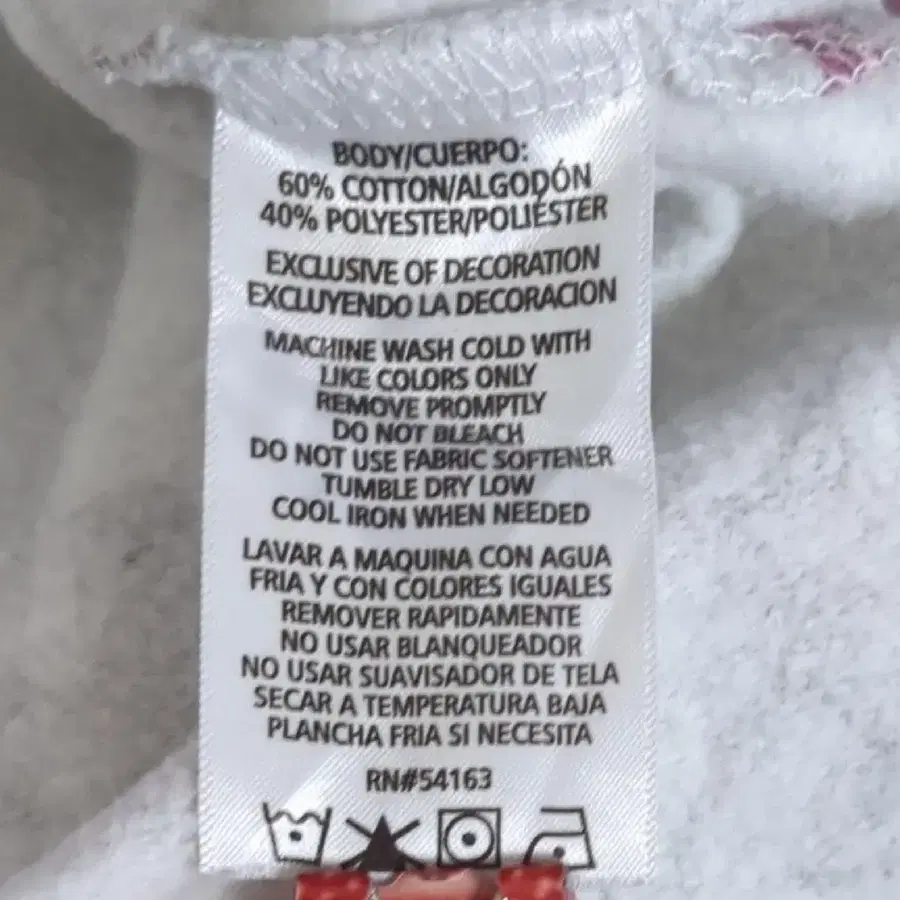 BODY/CUERPO:
60% COTTON/ALGODÓN
40% POLYESTER/POLIÉSTER
EXCLUSIVE OF DECORATION
EXCLUYENDO LA DECORACION
MACHINE WASH COLD WITH
LIKE COLORS ONLY
REMOVE PROMPTLY
DO NOT BLEACH
DO NOT USE FABRIC SOFTENER
TUMBLE DRY LOW
COOL IRON WHEN NEEDED
LAVAR A MAQUINA CON AGUA
FRIA Y CON COLORES IGUALES
REMOVER RAPIDAMENTE
NO USAR BLANQUEADOR
NO USAR SUAVISADOR DE TELA
SECAR A TEMPERATURA BAJA
PLANCHA FRIA SI NECESITA
RN#54163